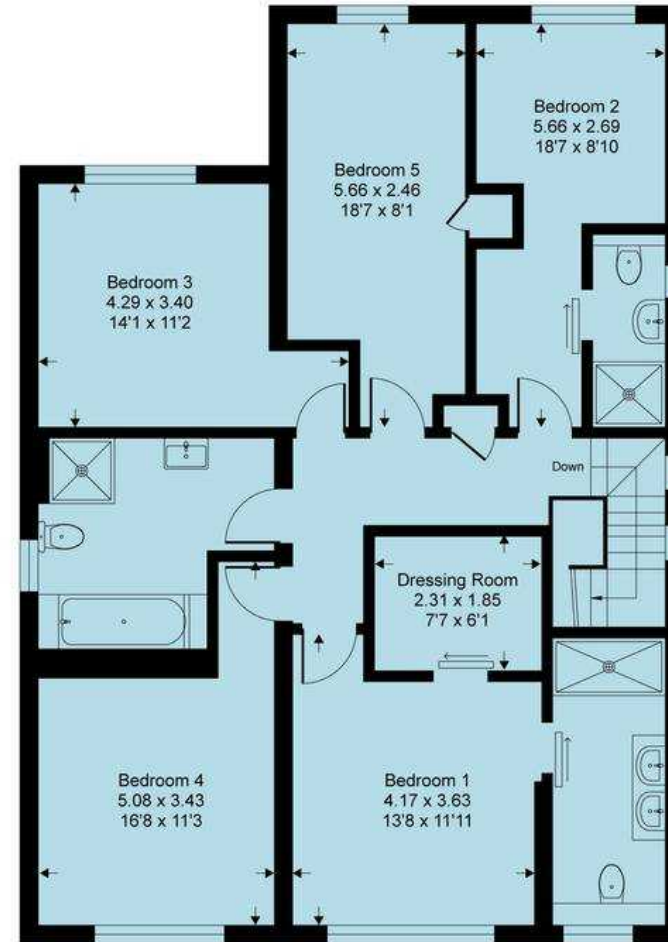 Bedroom 2
5.66 x 2.69
18'7 x 8'10
Bedroom 5
5.66 x 2.46
18'7 x 8'1
Bedroom 3
4.29 x 3.40
14'1 x 11'2
Down
Dressing Room
2.31 x 1.85
7'7 x 6'1
Bedroom 4
5.08 x 3.43
16'8 x 11'3
Bedroom 1
4.17 x 3.63
13'8 x 11'11